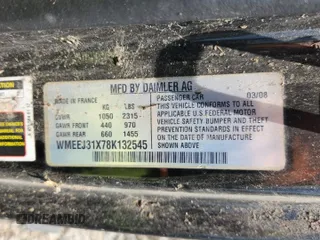 MFD BY DAIMLER AG
MADE IN FRANCE
KG LBS
GVWR 1050 2315
GAWR FRONT 440 970
GAWR REAR 660 1455
WMEEJ31X78K132545
PASSENGER CAR 03/08
THIS VEHICLE CONFORMS TO ALL
APPLICABLE U.S FEDERAL MOTOR
VEHICLE SAFETY BUMPER AND THEFT
PREVENTION STANDARDS IN EFFECT
ON THE DATE OF MANUFACTURE
SHOWN ABOVE